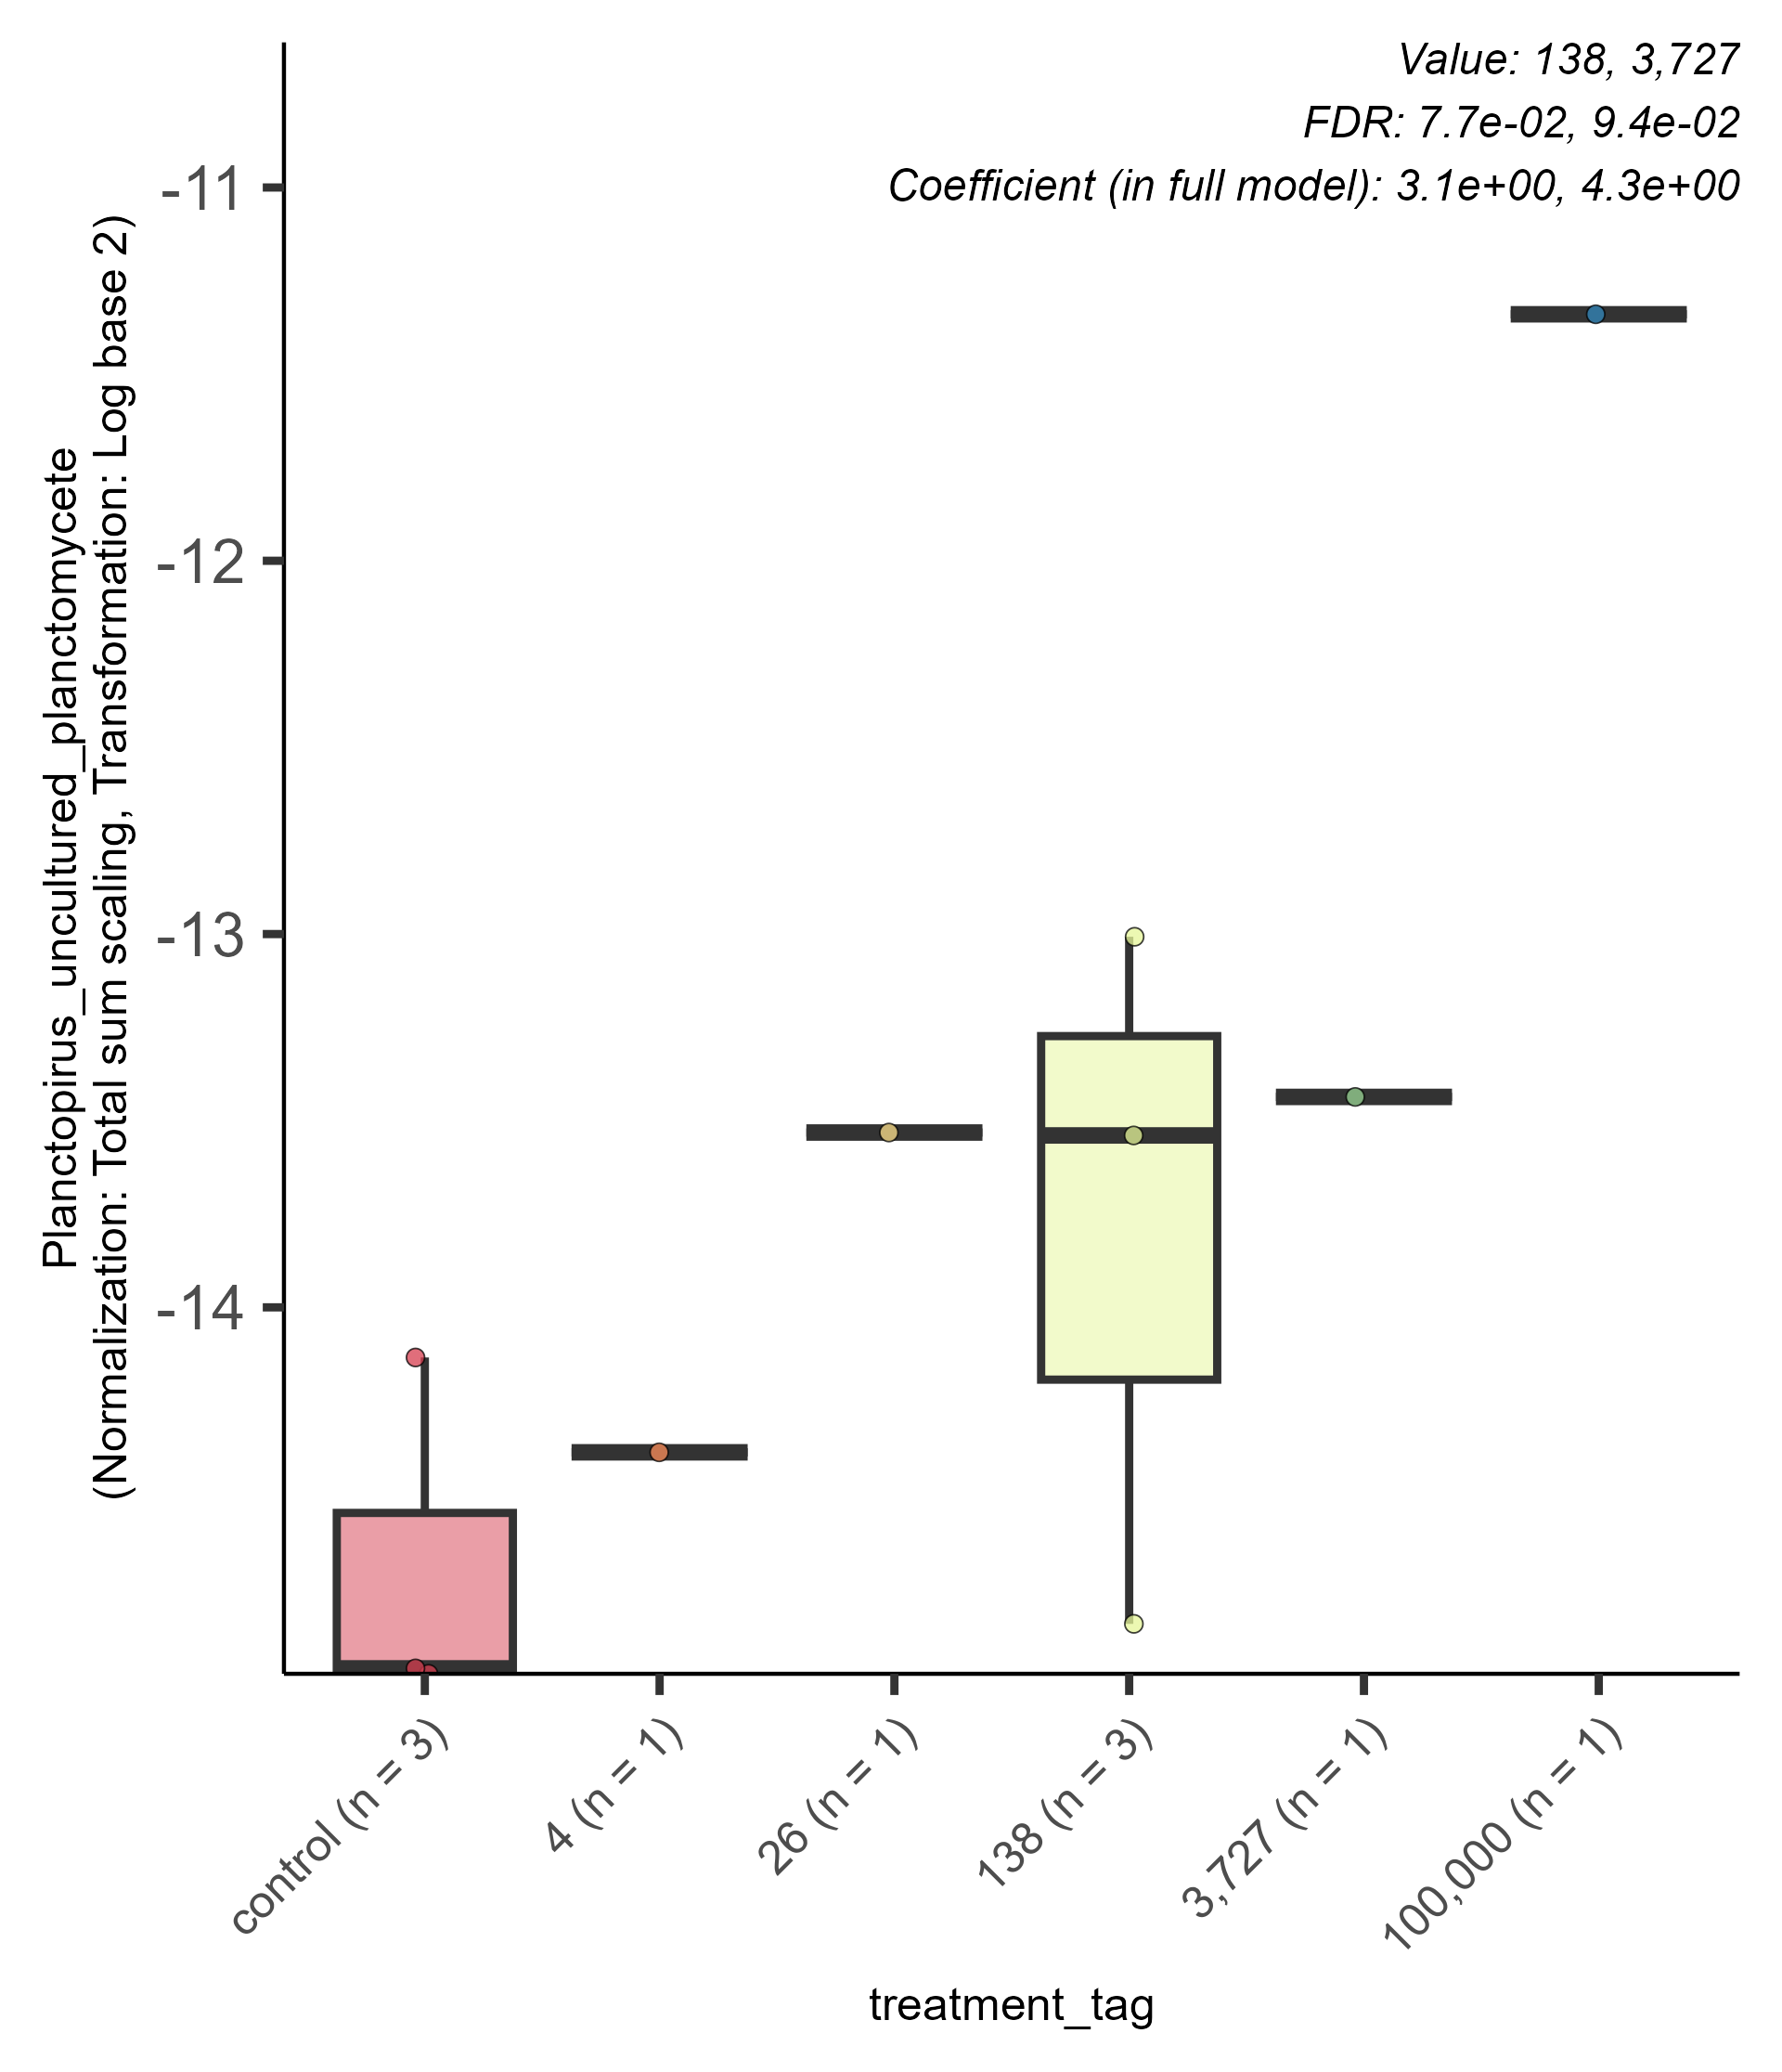 Value: 138, 3,727
FDR: 7.7e-02, 9.4e-02
Coefficient (in full model): 3.1e+00, 4.3e+00
Planctopirus_uncultured_planctomycete
(Normalization: Total sum scaling, Transformation: Log base 2)
-11
-12
-13
-14
control (n = 3)
4 (n = 1)
26 (n = 1)
138 (n = 3)
3,727 (n = 1)
100,000 (n = 1)
treatment_tag